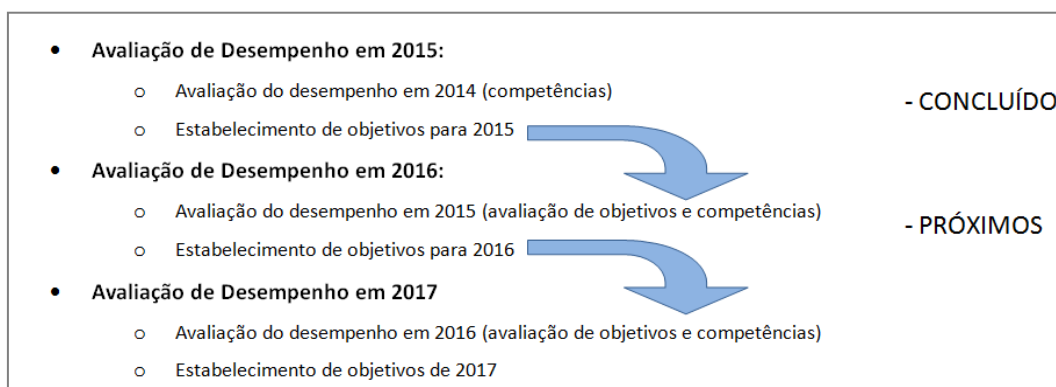 • Avaliação de Desempenho em 2015:
o Avaliação do desempenho em 2014 (competências)
- CONCLUÍDO
o Estabelecimento de objetivos para 2015
• Avaliação de Desempenho em 2016:
o Avaliação do desempenho em 2015 (avaliação de objetivos e competências)
- PRÓXIMOS
o Estabelecimento de objetivos para 2016
• Avaliação de Desempenho em 2017
o Avaliação do desempenho em 2016 (avaliação de objetivos e competências)
o Estabelecimento de objetivos de 2017